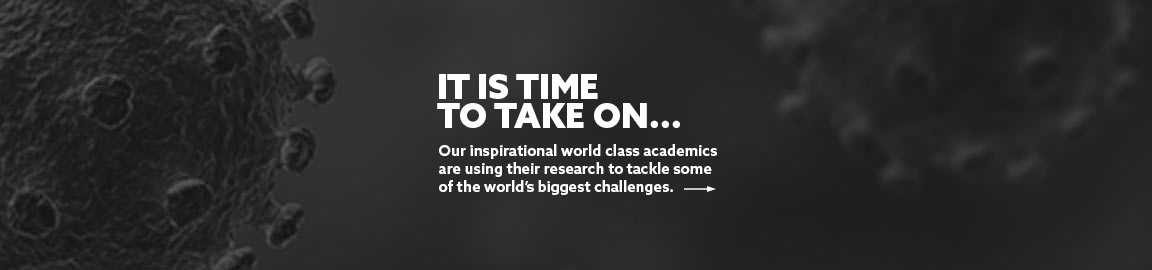 IT IS TIME
TO TAKE ON...
Our inspirational world class academics
are using their research to tackle some
of the world's biggest challenges.